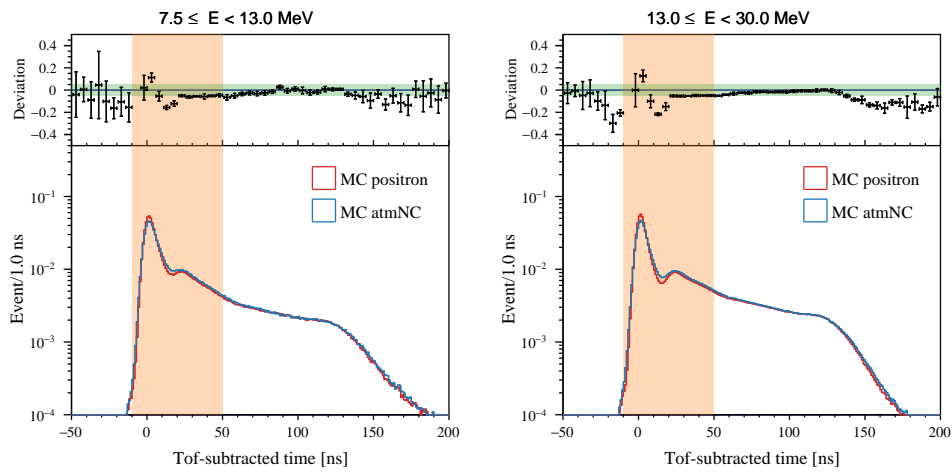 7.5 ≤ E < 13.0 MeV
0.4
0.2
0
−0.2
−0.4
Deviation
MC positron
MC atmNC
10⁻¹
10⁻²
10⁻³
10⁻⁴
Event/1.0 ns
−50 0 50 100 150 200
Tof-subtracted time [ns]
13.0 ≤ E < 30.0 MeV
0.4
0.2
0
−0.2
−0.4
Deviation
MC positron
MC atmNC
10⁻¹
10⁻²
10⁻³
10⁻⁴
Event/1.0 ns
−50 0 50 100 150 200
Tof-subtracted time [ns]